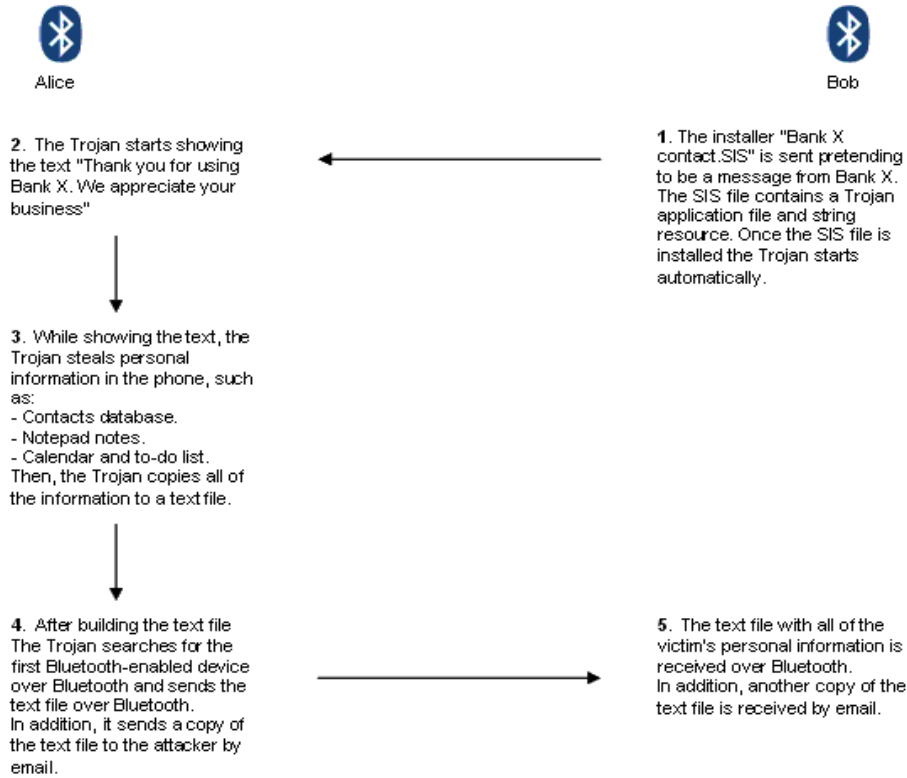 Alice
Bob
1. The installer "Bank X
contact.SIS" is sent pretending
to be a message from Bank X.
The SIS file contains a Trojan
application file and string
resource. Once the SIS file is
installed the Trojan starts
automatically.
2. The Trojan starts showing
the text "Thank you for using
Bank X. We appreciate your
business"
3. While showing the text, the
Trojan steals personal
information in the phone, such
as:
- Contacts database.
- Notepad notes.
- Calendar and to-do list.
Then, the Trojan copies all of
the information to a text file.
4. After building the text file
The Trojan searches for the
first Bluetooth-enabled device
over Bluetooth and sends the
text file over Bluetooth.
In addition, it sends a copy of
the text file to the attacker by
email.
5. The text file with all of the
victim's personal information is
received over Bluetooth.
In addition, another copy of the
text file is received by email.